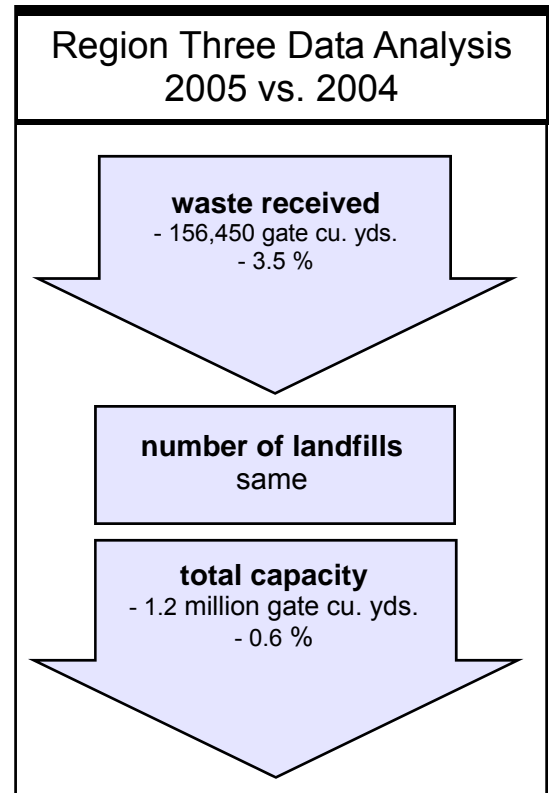 Region Three Data Analysis
2005 vs. 2004
waste received
- 156,450 gate cu. yds.
- 3.5 %
number of landfills
same
total capacity
- 1.2 million gate cu. yds.
- 0.6 %